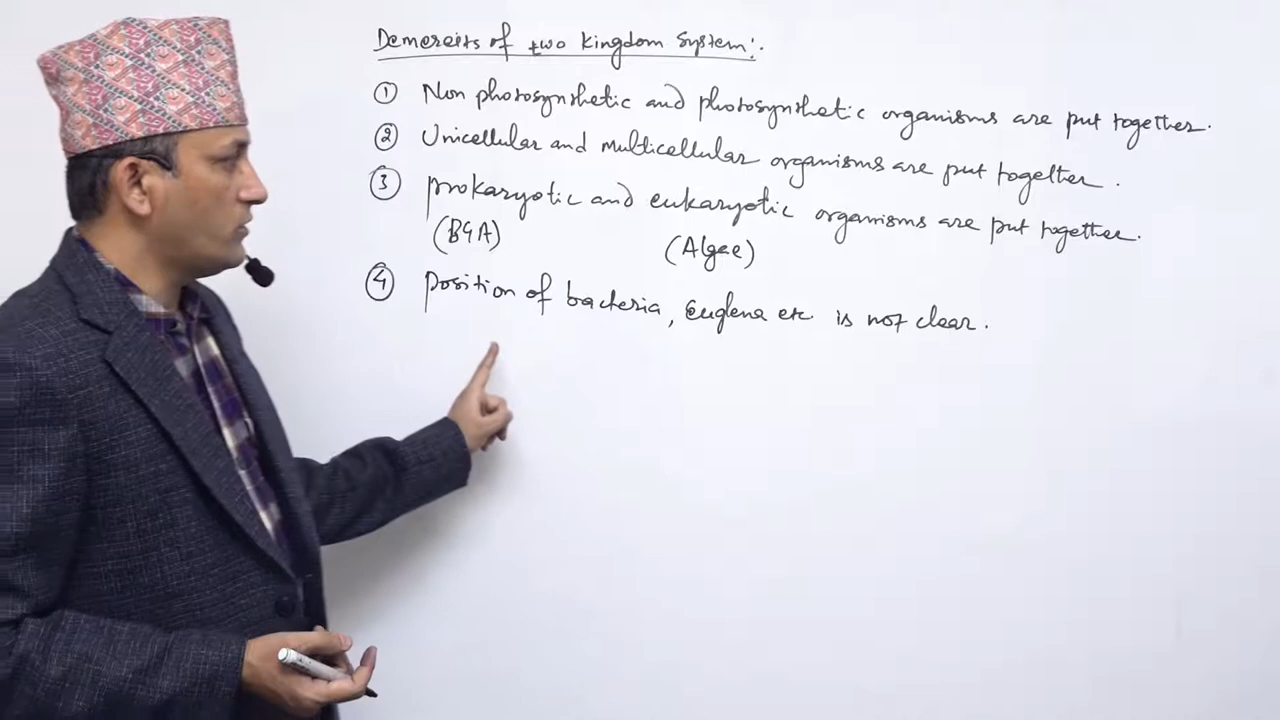 Demereits of two kingdom system:.
① Non photosynthetic and photosynthetic organisms are put together.
② Unicellular and multicellular organisms are put together.
③ prokaryotic and eukaryotic organisms are put together.
(BGA) (Algae)
④ Position of bacteria, Euglena etc is not clear.